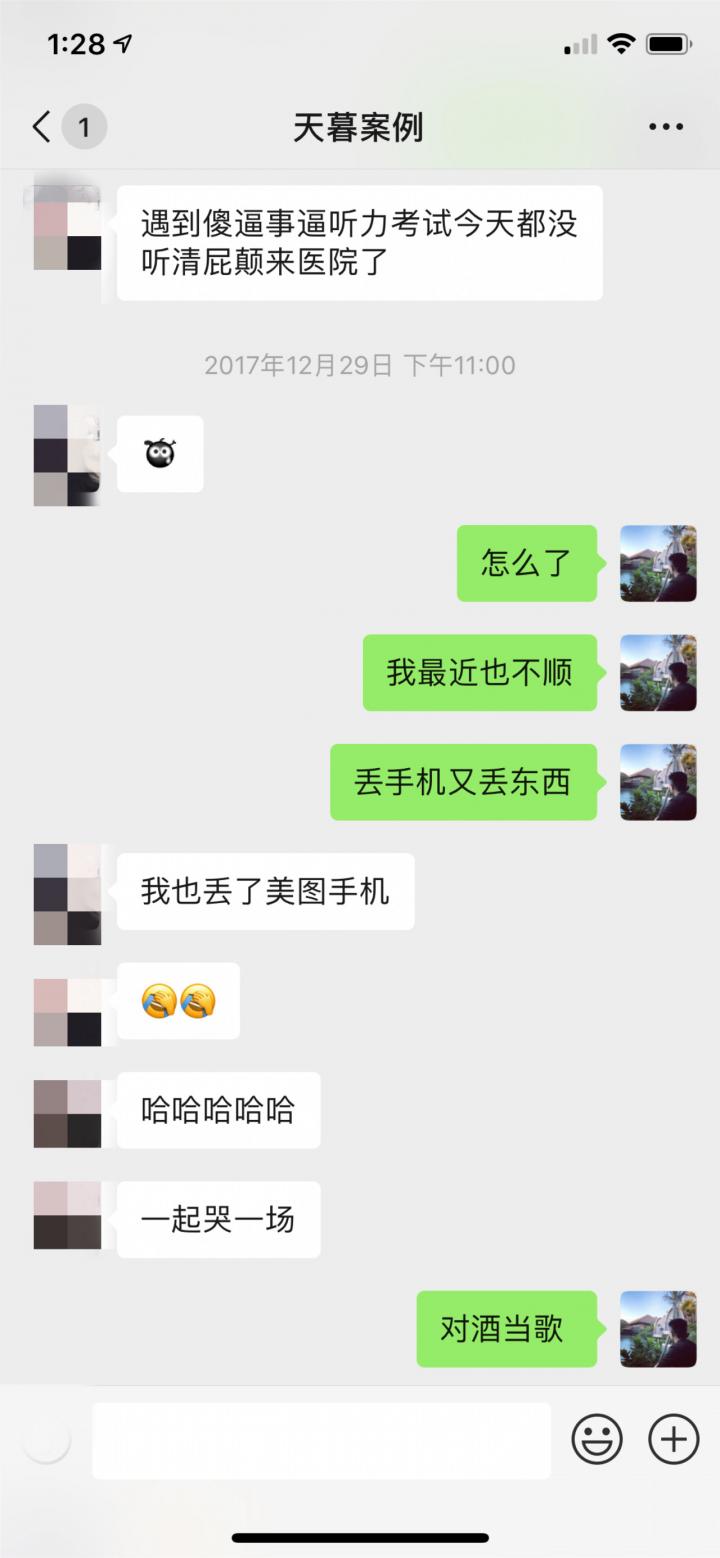 1:28
1
天暮案例
遇到傻逼事逼听力考试今天都没
听清屁颠来医院了
2017年12月29日 下午11:00
怎么了
我最近也不顺
丢手机又丢东西
我也丢了美图手机
🤦🤦
哈哈哈哈哈
一起哭一场
对酒当歌